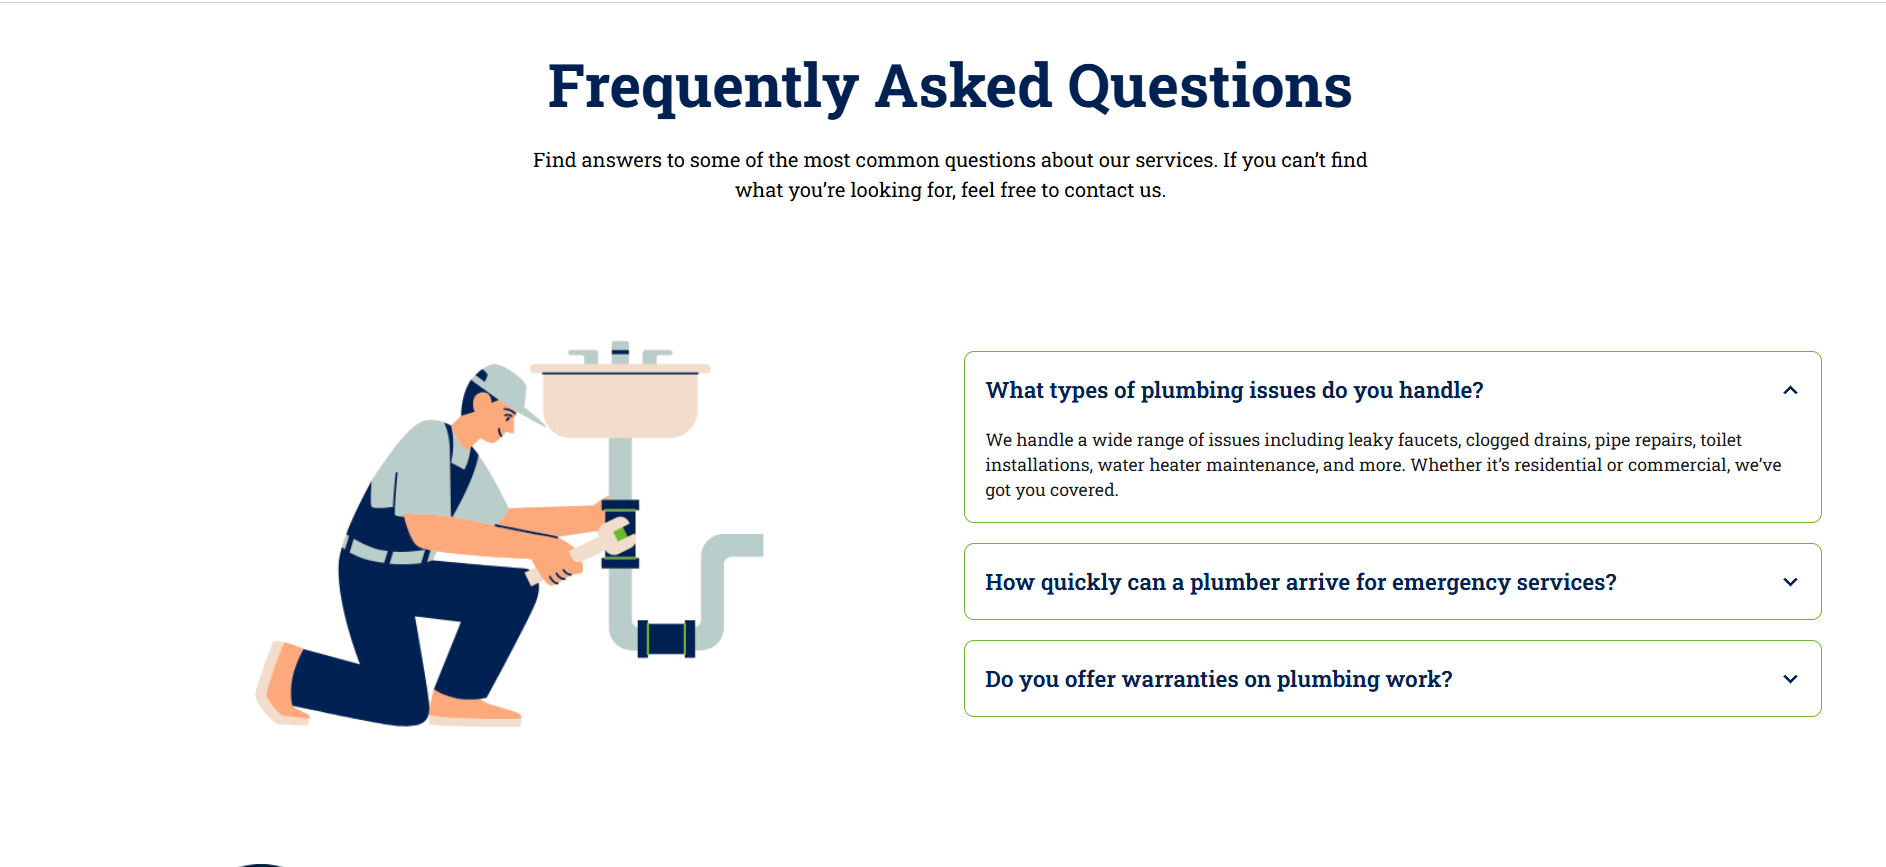 Frequently Asked Questions
Find answers to some of the most common questions about our services. If you can’t find
what you’re looking for, feel free to contact us.
What types of plumbing issues do you handle?
We handle a wide range of issues including leaky faucets, clogged drains, pipe repairs, toilet
installations, water heater maintenance, and more. Whether it’s residential or commercial, we’ve
got you covered.
How quickly can a plumber arrive for emergency services?
Do you offer warranties on plumbing work?